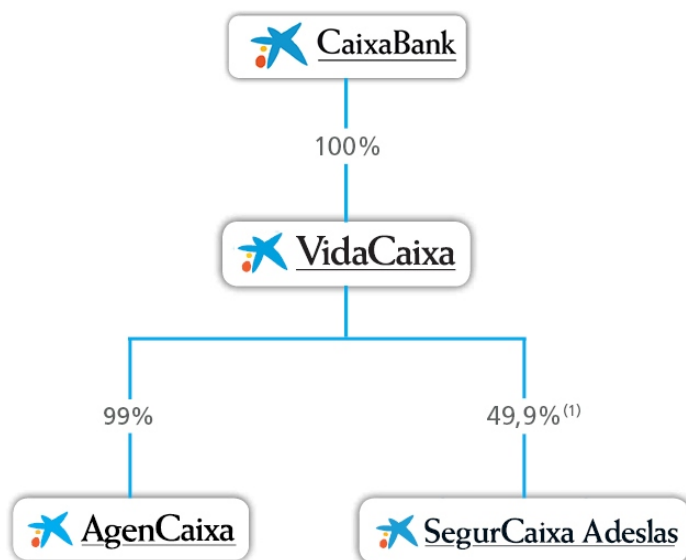 CaixaBank
100%
VidaCaixa
99%
49,9% (1)
AgenCaixa
SegurCaixa Adeslas